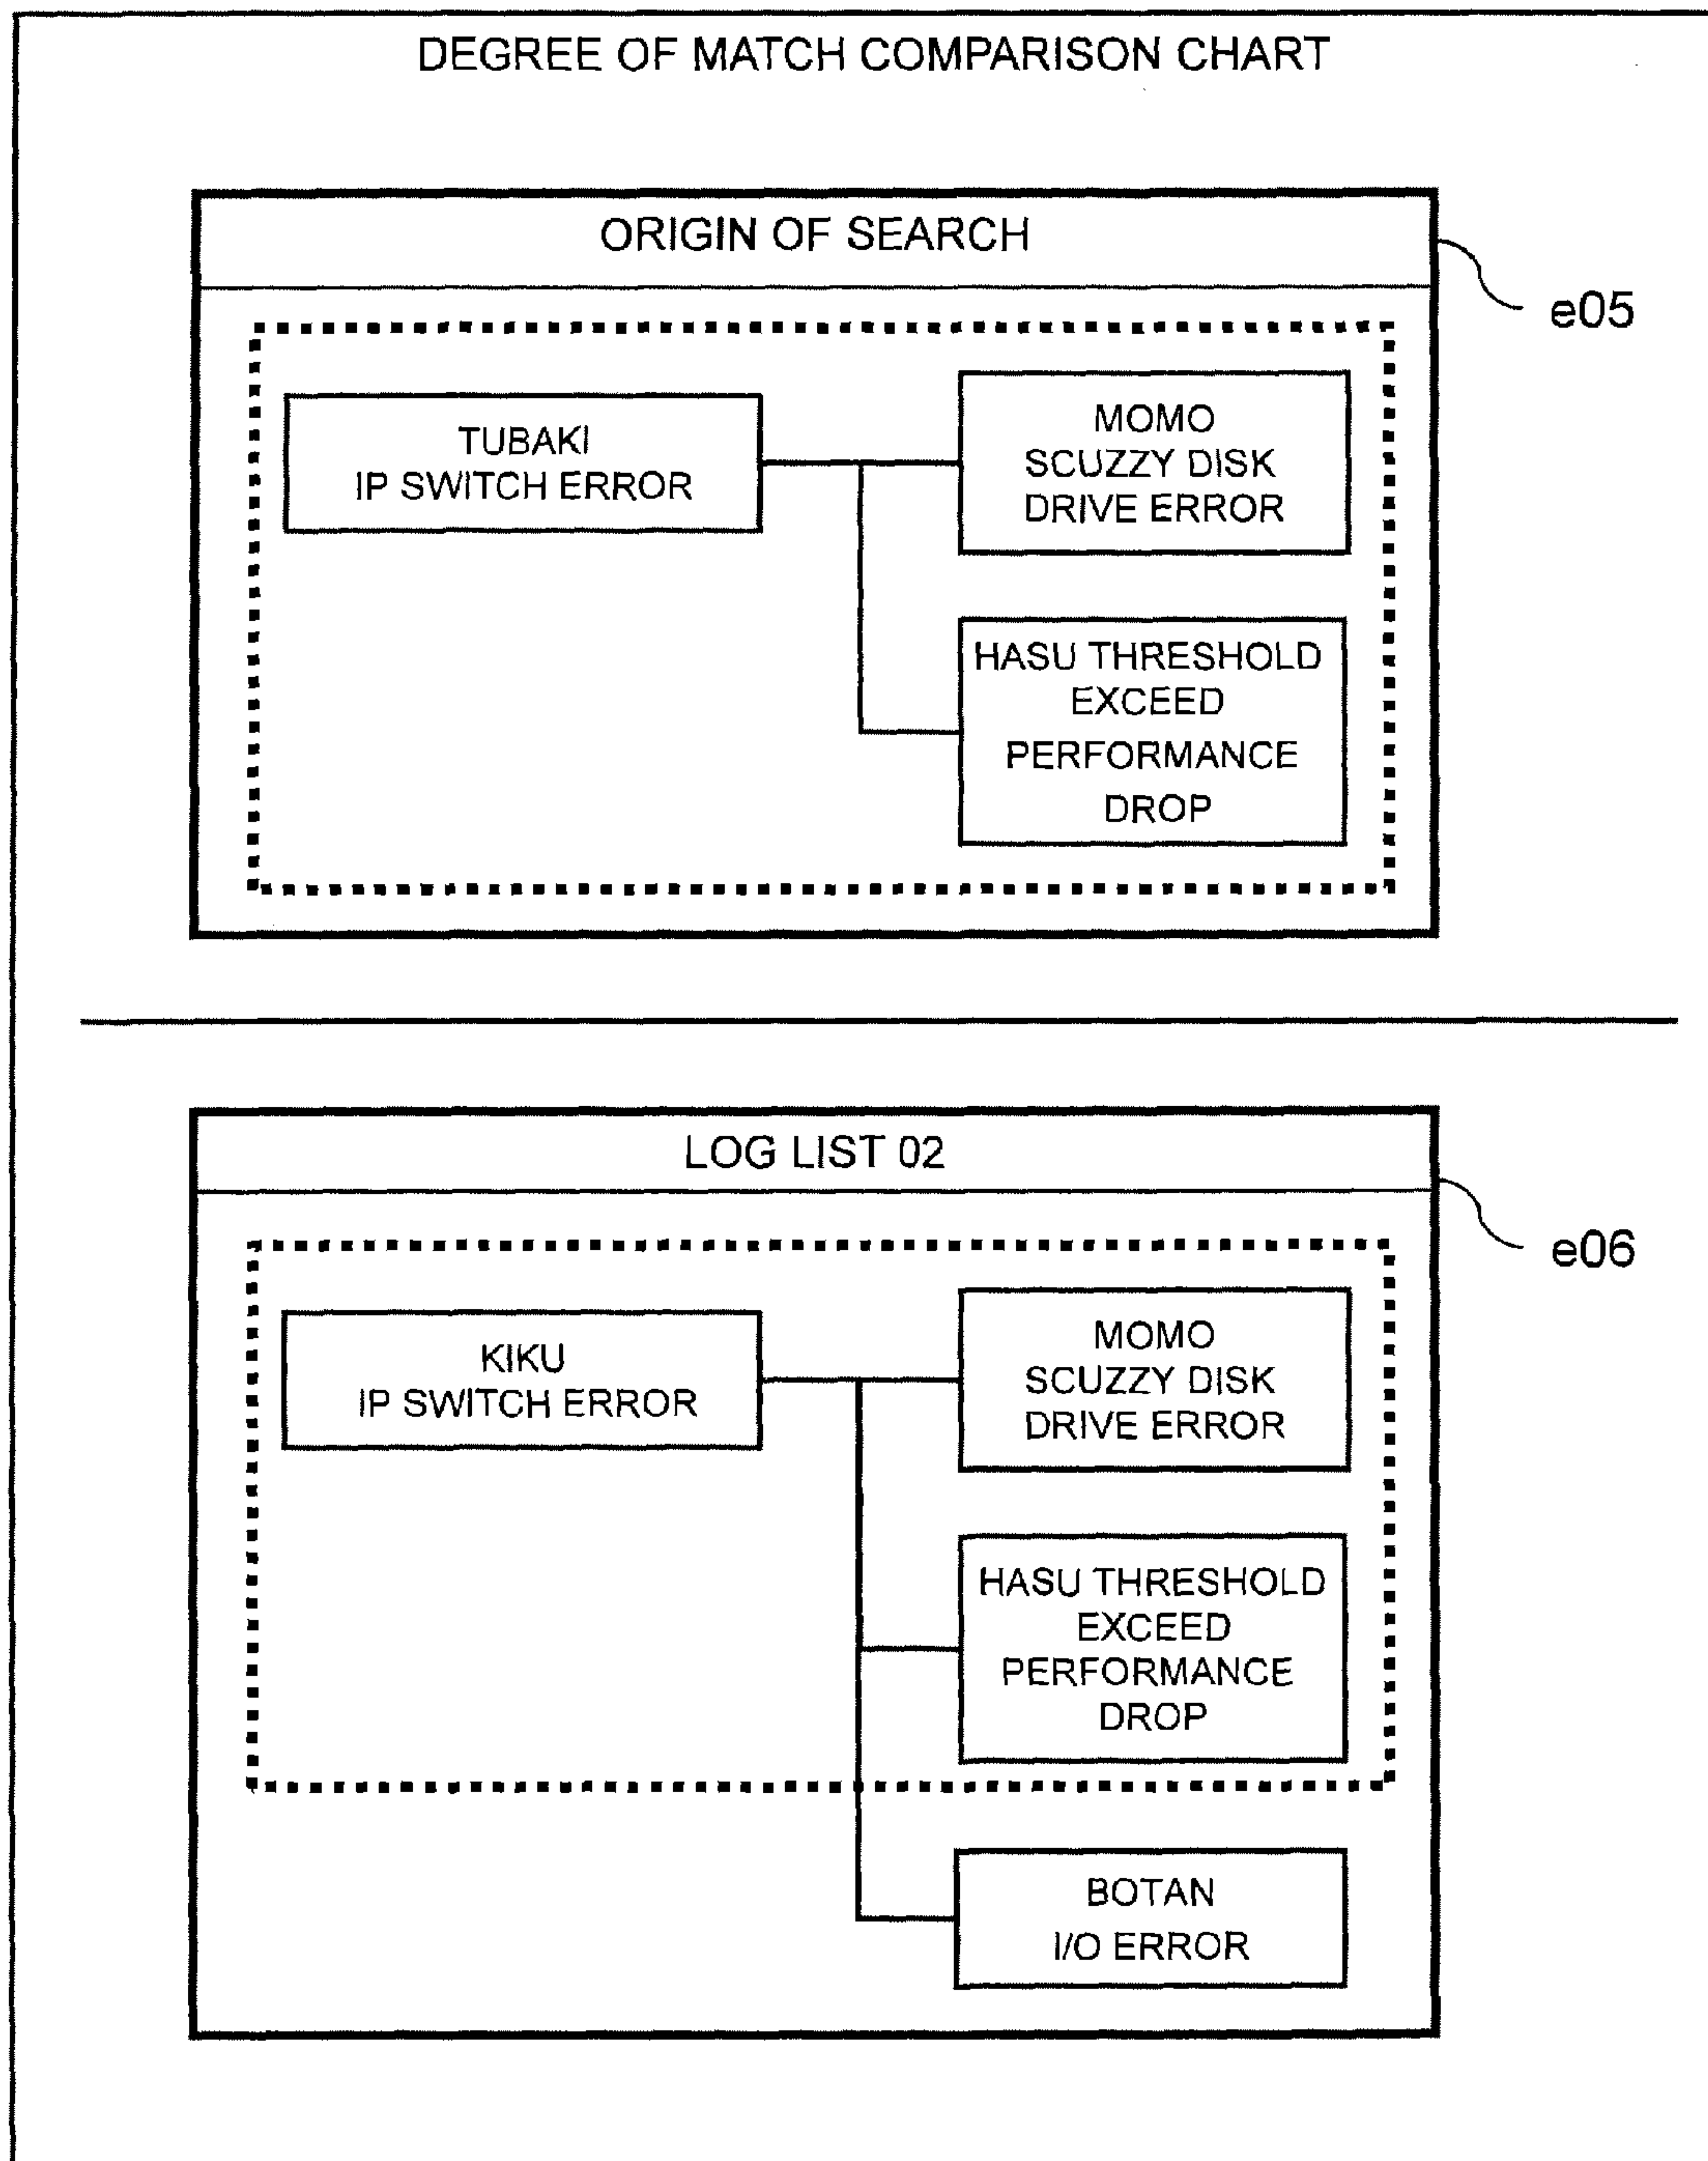 DEGREE OF MATCH COMPARISON CHART
ORIGIN OF SEARCH
e05
TUBAKI
IP SWITCH ERROR
MOMO
SCUZZY DISK
DRIVE ERROR
HASU THRESHOLD
EXCEED
PERFORMANCE
DROP
LOG LIST 02
e06
KIKU
IP SWITCH ERROR
MOMO
SCUZZY DISK
DRIVE ERROR
HASU THRESHOLD
EXCEED
PERFORMANCE
DROP
BOTAN
I/O ERROR